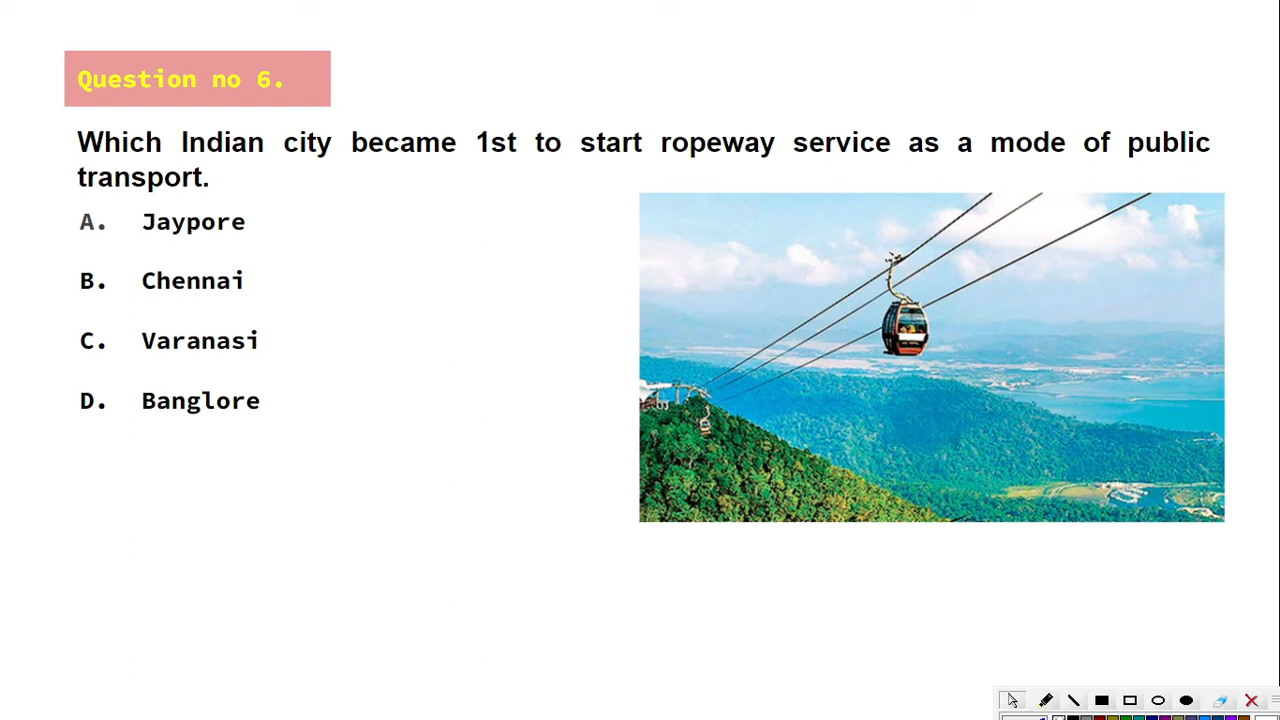 Question no 6.
Which Indian city became 1st to start ropeway service as a mode of public
transport.
A. Jaypore
B. Chennai
C. Varanasi
D. Banglore